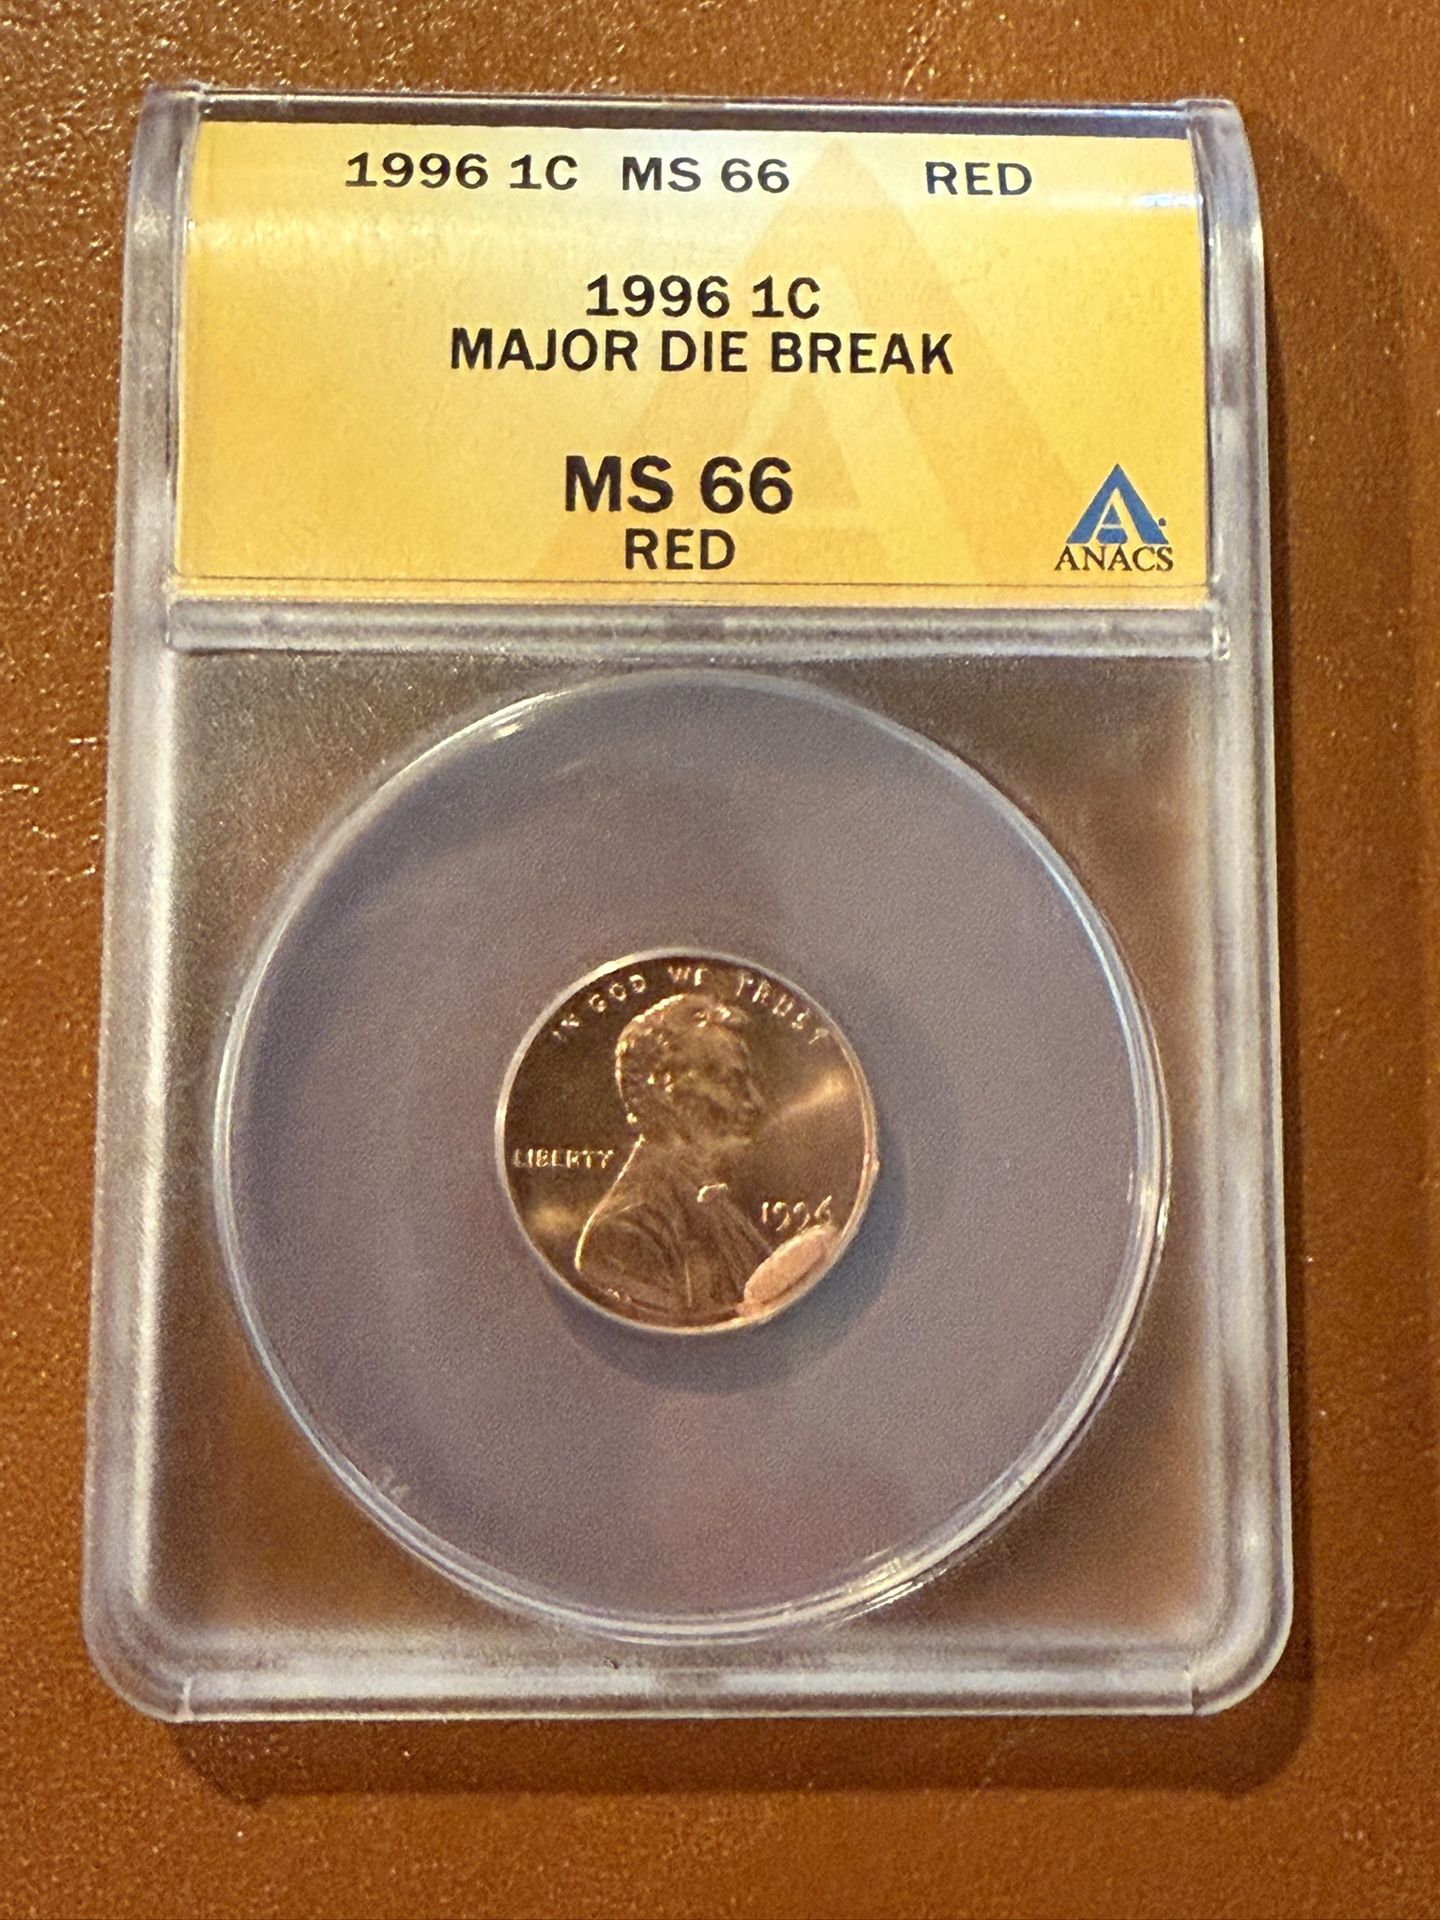 1996 1C MS 66 RED
1996 1C
MAJOR DIE BREAK
MS 66
RED
ANACS
IN GOD WE TRUST
LIBERTY
1996